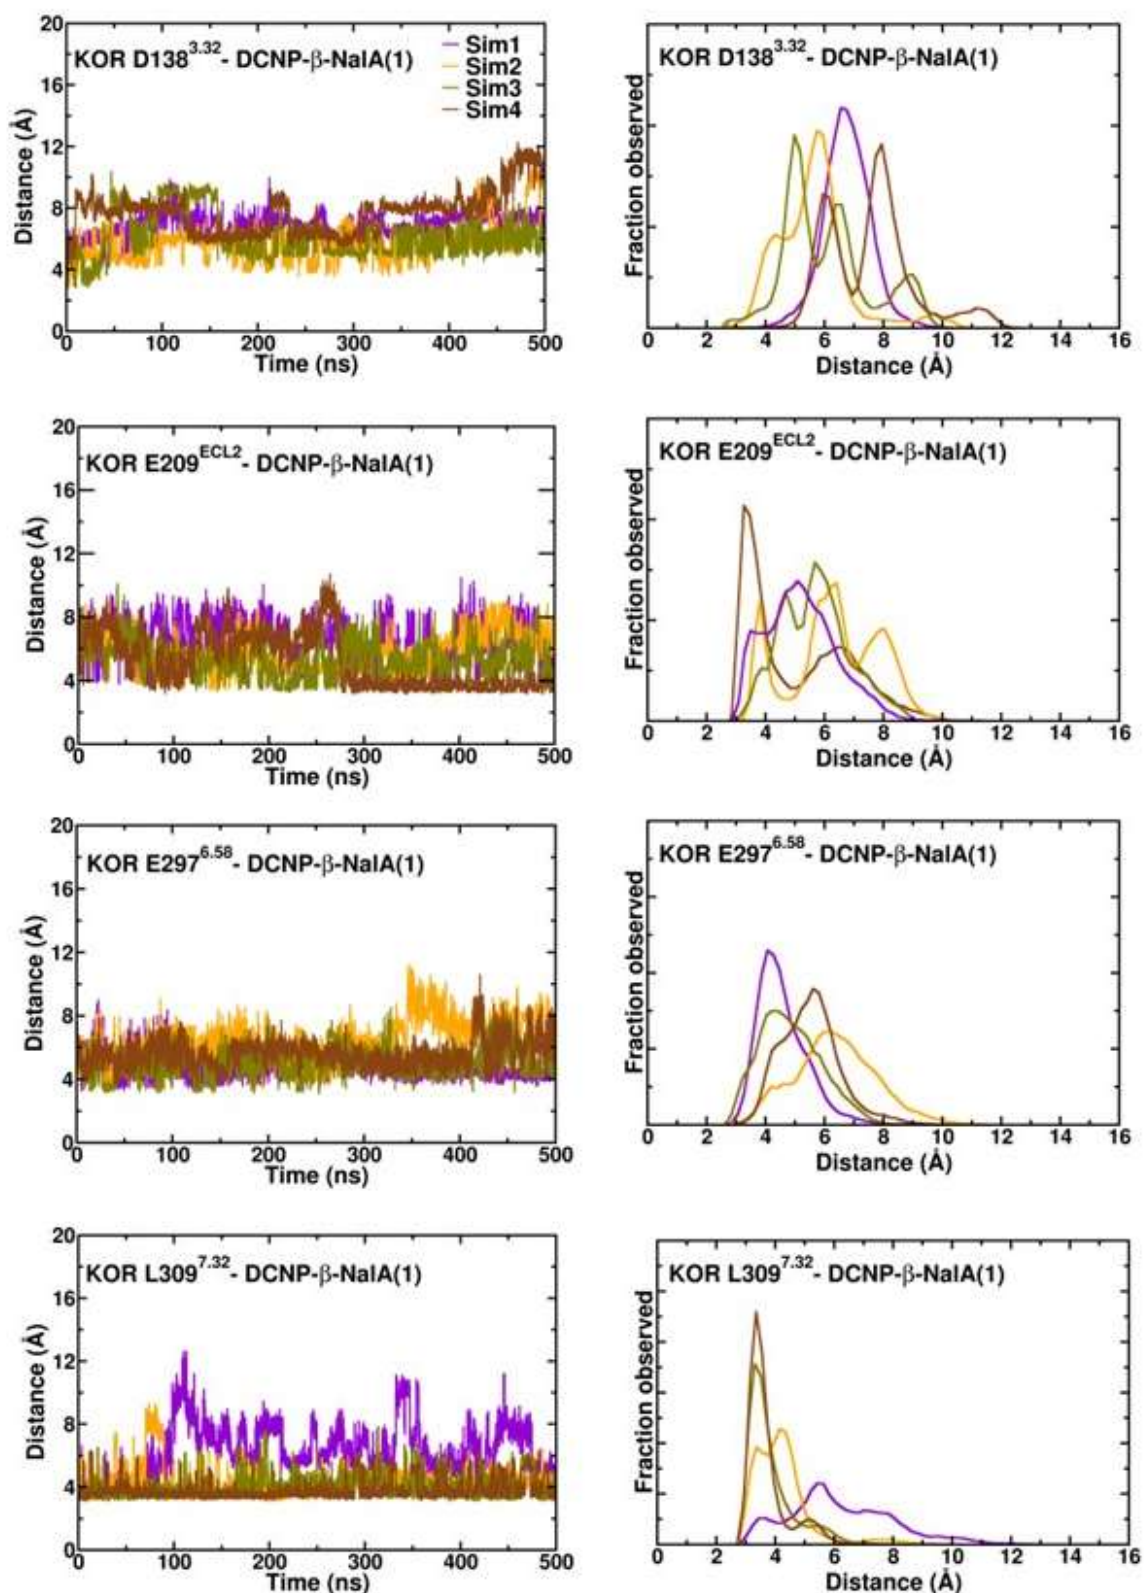 KOR D138^3.32 - DCNP-β-NalA(1)
Sim1
Sim2
Sim3
Sim4
Distance (Å)
20
16
12
8
4
0
0 100 200 300 400 500
Time (ns)
KOR D138^3.32 - DCNP-β-NalA(1)
Fraction observed
0 2 4 6 8 10 12 14 16
Distance (Å)
KOR E209^ECL2 - DCNP-β-NalA(1)
Distance (Å)
20
16
12
8
4
0
0 100 200 300 400 500
Time (ns)
KOR E209^ECL2 - DCNP-β-NalA(1)
Fraction observed
0 2 4 6 8 10 12 14 16
Distance (Å)
KOR E297^6.58 - DCNP-β-NalA(1)
Distance (Å)
20
16
12
8
4
0
0 100 200 300 400 500
Time (ns)
KOR E297^6.58 - DCNP-β-NalA(1)
Fraction observed
0 2 4 6 8 10 12 14 16
Distance (Å)
KOR L309^7.32 - DCNP-β-NalA(1)
Distance (Å)
20
16
12
8
4
0
0 100 200 300 400 500
Time (ns)
KOR L309^7.32 - DCNP-β-NalA(1)
Fraction observed
0 2 4 6 8 10 12 14 16
Distance (Å)